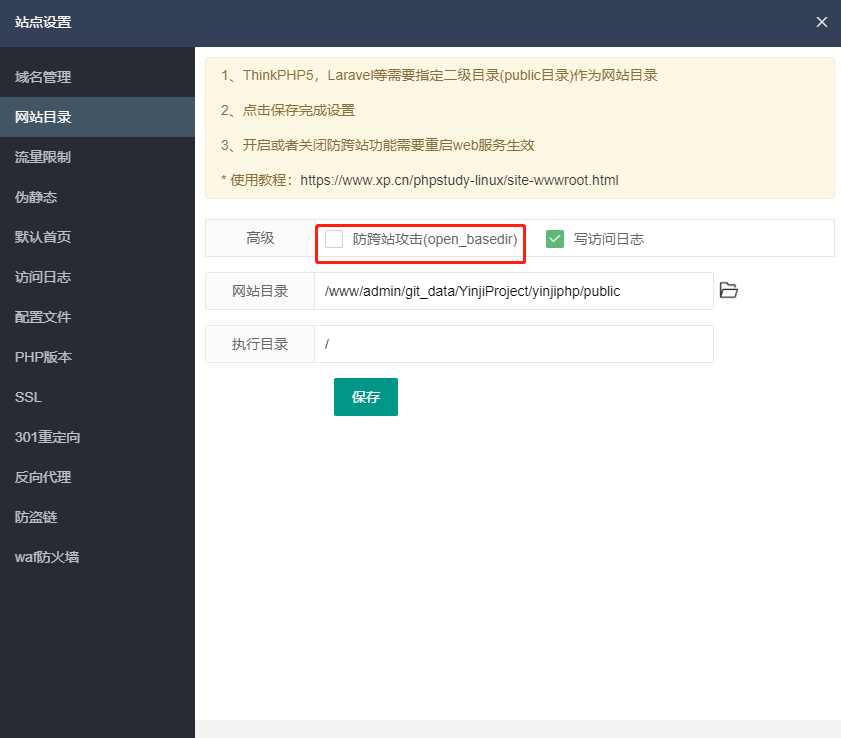 站点设置
域名管理
网站目录
流量限制
伪静态
默认首页
访问日志
配置文件
PHP版本
SSL
301重定向
反向代理
防盗链
waf防火墙
1、ThinkPHP5，Laravel等需要指定二级目录(public目录)作为网站目录
2、点击保存完成设置
3、开启或者关闭防跨站功能需要重启web服务生效
* 使用教程：https://www.xp.cn/phpstudy-linux/site-wwwroot.html
高级 防跨站攻击(open_basedir) 写访问日志
网站目录 /www/admin/git_data/YinjiProject/yinjiphp/public
执行目录 /
保存